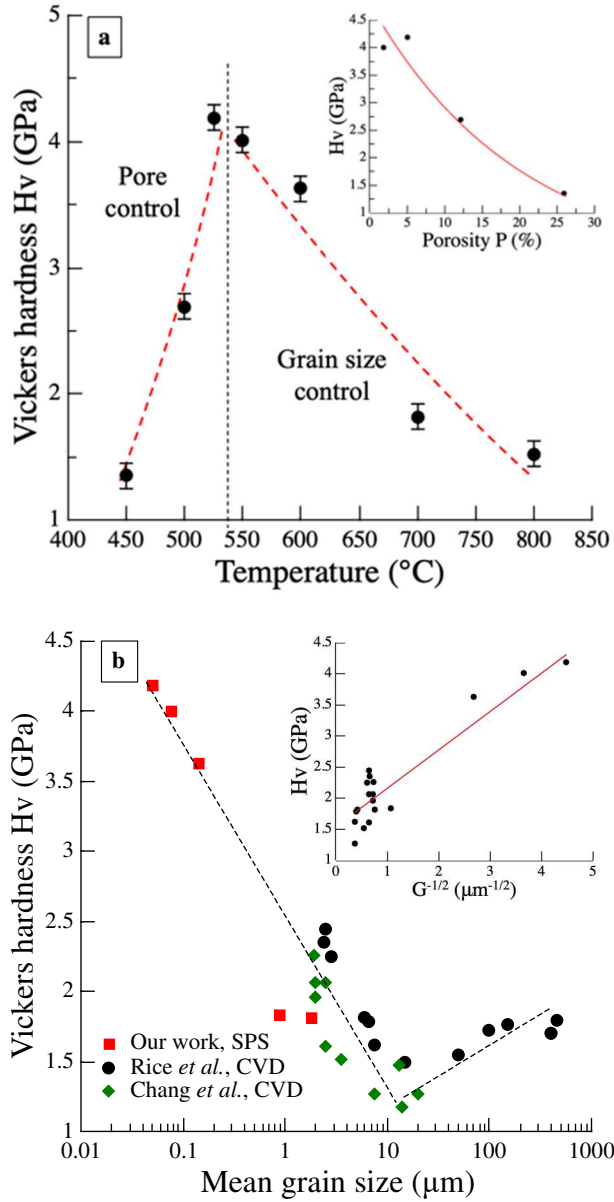 a
Vickers hardness Hv (GPa)
5
4
3
2
1
Pore
control
Grain size
control
400 450 500 550 600 650 700 750 800 850
Temperature (°C)
Hv (GPa)
5
4.5
4
3.5
3
2.5
2
1.5
1
0 5 10 15 20 25 30
Porosity P (%)
b
Vickers hardness Hv (GPa)
4.5
4
3.5
3
2.5
2
1.5
1
Hv (GPa)
5
4.5
4
3.5
3
2.5
2
1.5
1
0 1 2 3 4 5
G-1/2 (μm-1/2)
Our work, SPS
Rice et al., CVD
Chang et al., CVD
0.01 0.1 1 10 100 1000
Mean grain size (μm)